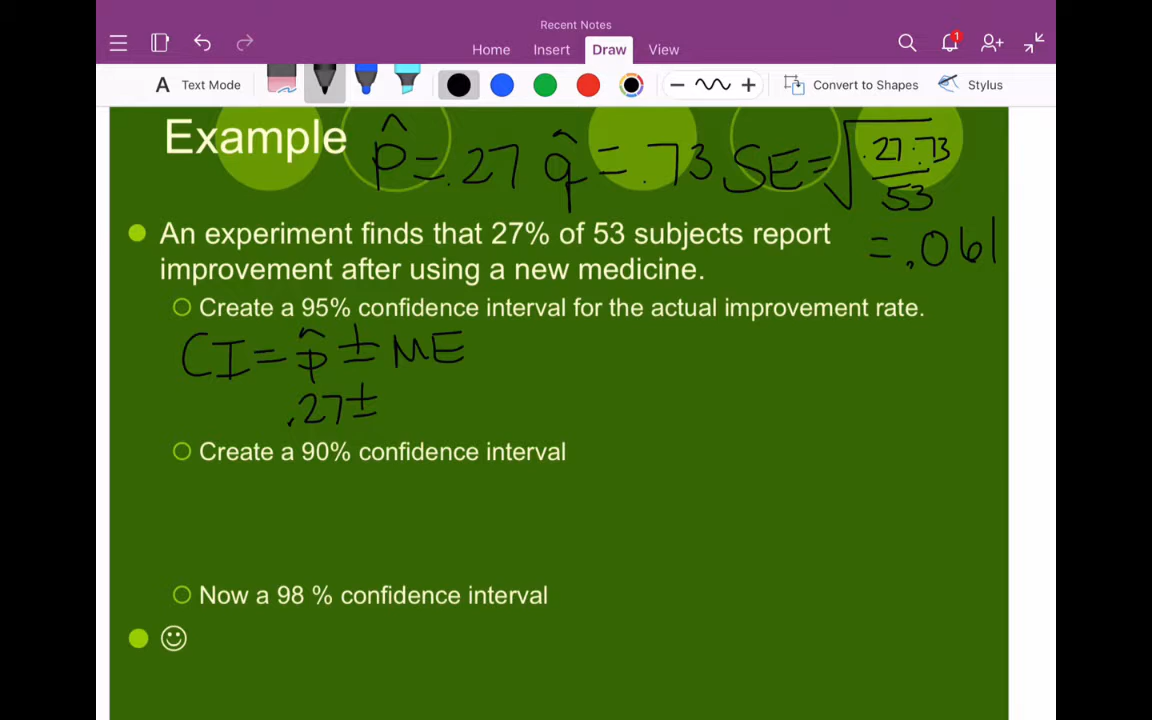 Recent Notes
Home Insert Draw View
1
A Text Mode Convert to Shapes Stylus
Example p̂ = .27 q̂ = .73 SE = √(.27·.73/53)
= .061
An experiment finds that 27% of 53 subjects report
improvement after using a new medicine.
Create a 95% confidence interval for the actual improvement rate.
CI = p̂ ± ME
.27 ±
Create a 90% confidence interval
Now a 98 % confidence interval